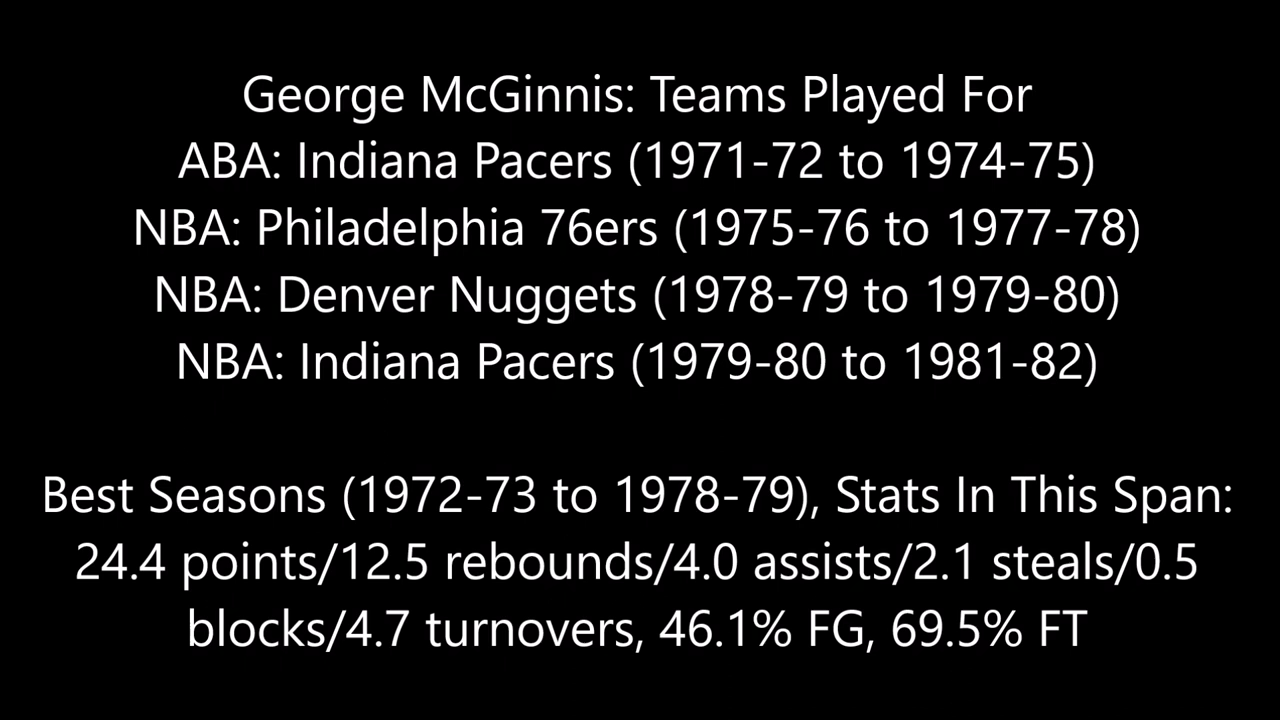 George McGinnis: Teams Played For
ABA: Indiana Pacers (1971-72 to 1974-75)
NBA: Philadelphia 76ers (1975-76 to 1977-78)
NBA: Denver Nuggets (1978-79 to 1979-80)
NBA: Indiana Pacers (1979-80 to 1981-82)
Best Seasons (1972-73 to 1978-79), Stats In This Span:
24.4 points/12.5 rebounds/4.0 assists/2.1 steals/0.5
blocks/4.7 turnovers, 46.1% FG, 69.5% FT